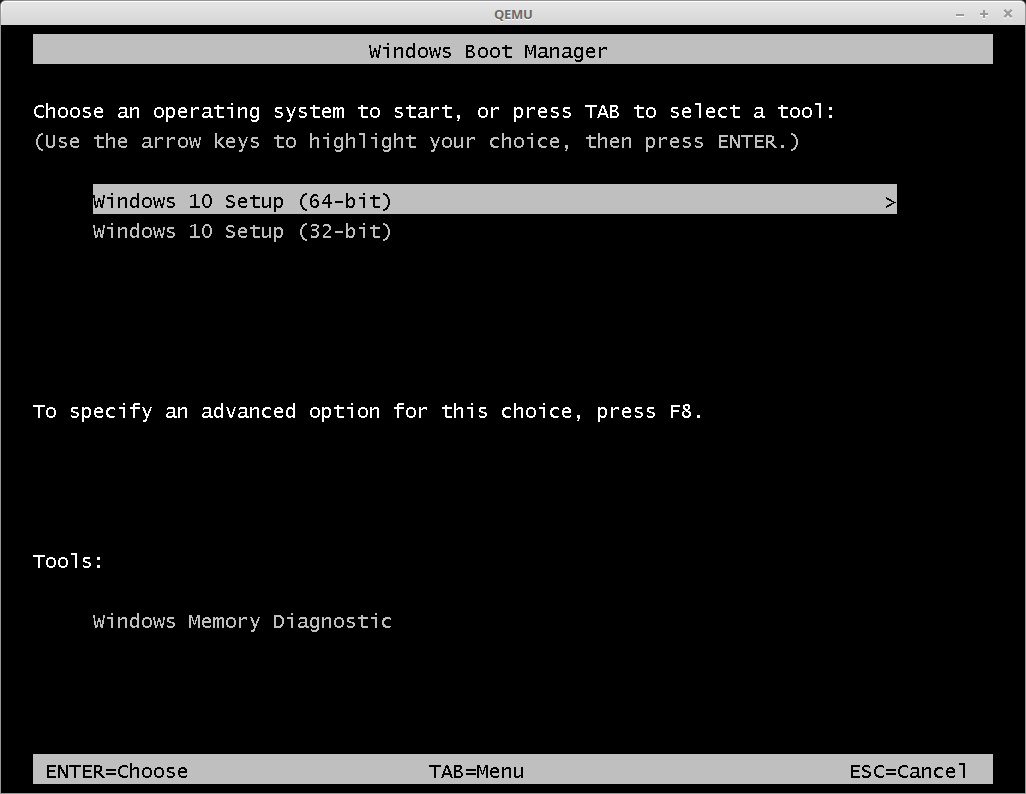 QEMU
Windows Boot Manager
Choose an operating system to start, or press TAB to select a tool:
(Use the arrow keys to highlight your choice, then press ENTER.)
Windows 10 Setup (64-bit) >
Windows 10 Setup (32-bit)
To specify an advanced option for this choice, press F8.
Tools:
Windows Memory Diagnostic
ENTER=Choose TAB=Menu ESC=Cancel